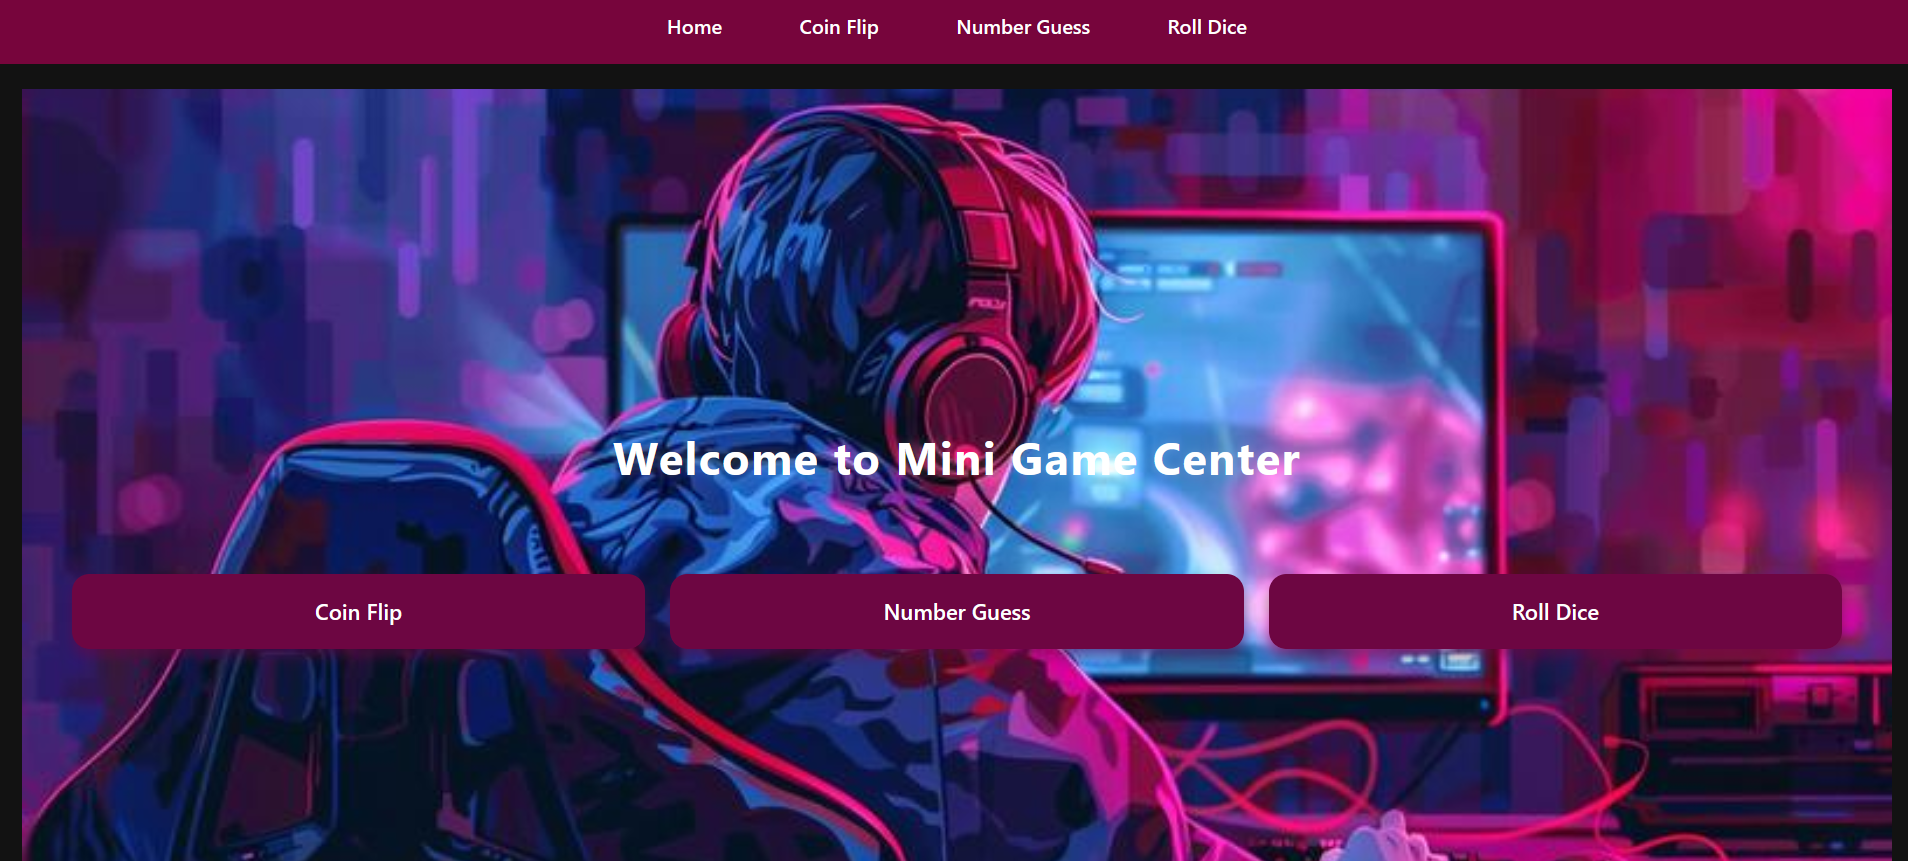 Home Coin Flip Number Guess Roll Dice
Welcome to Mini Game Center
Coin Flip Number Guess Roll Dice